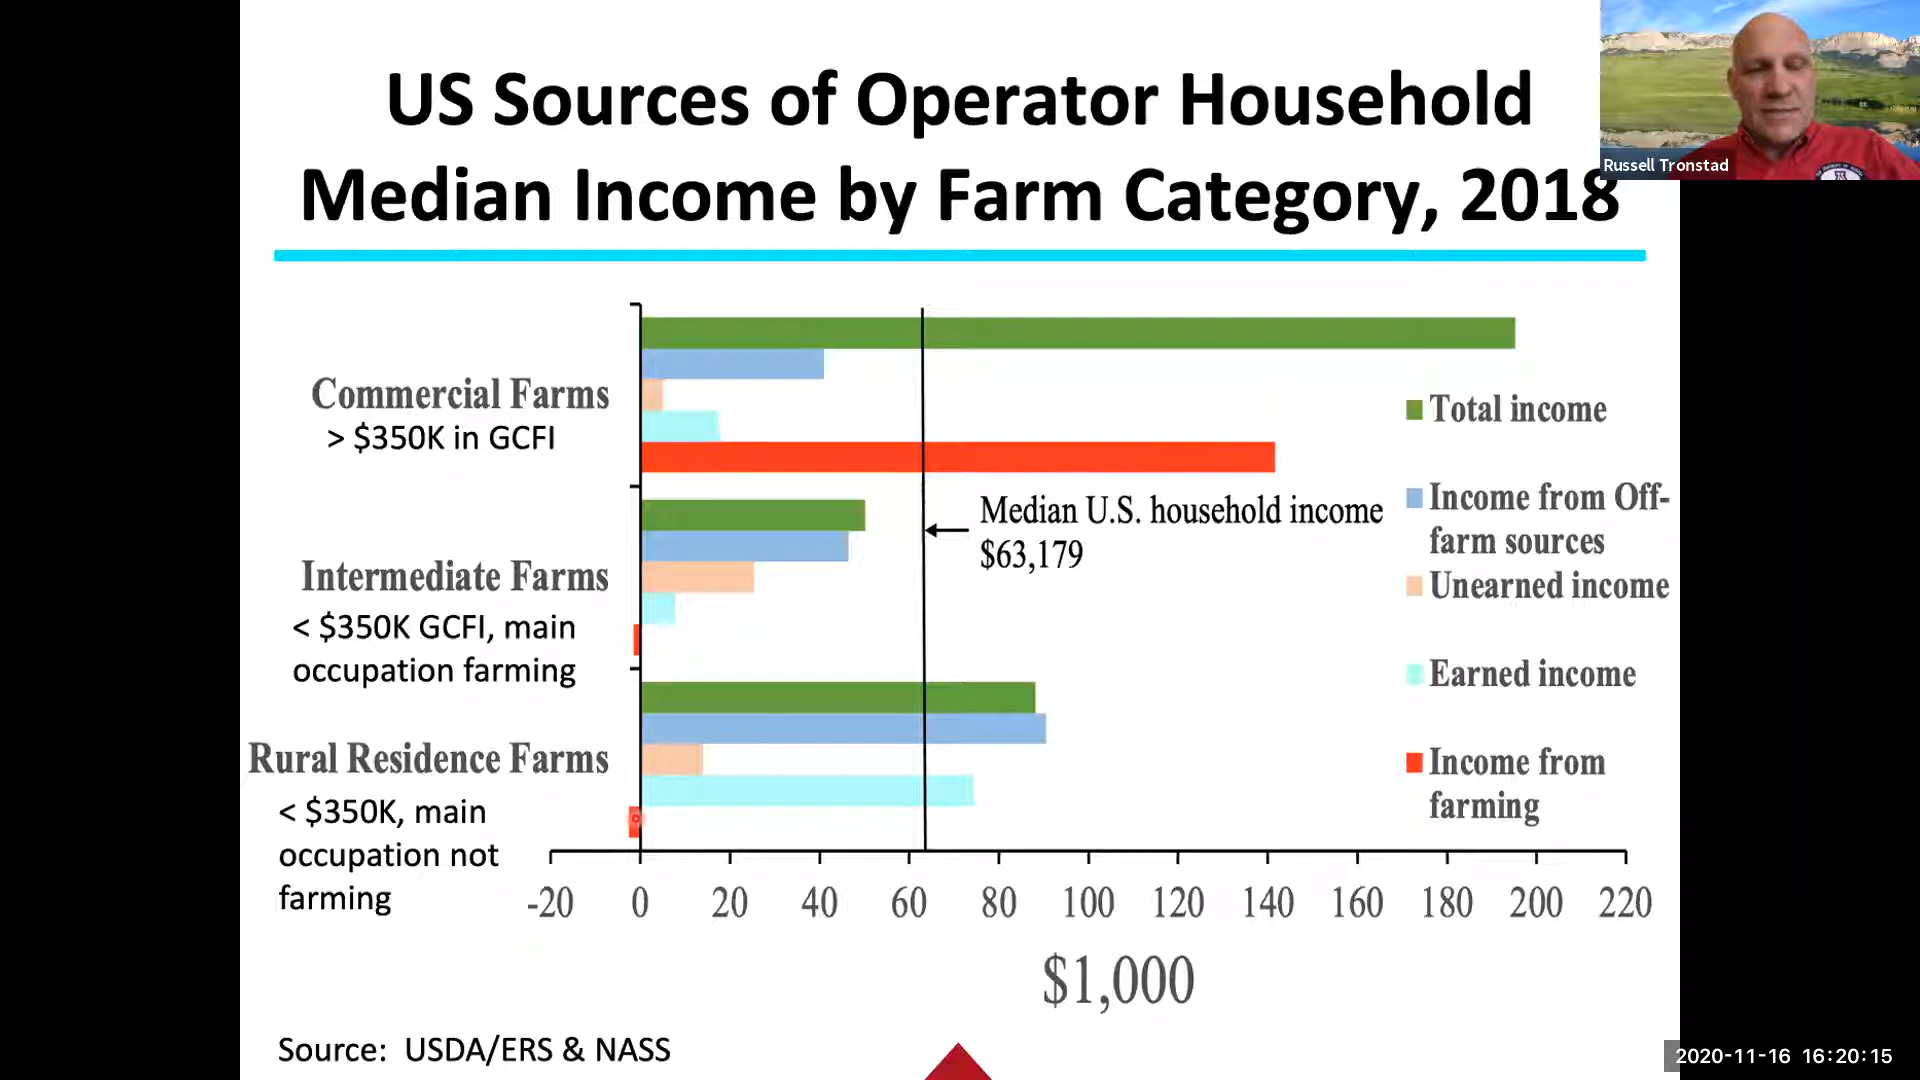 US Sources of Operator Household
Median Income by Farm Category, 2018
Russell Tronstad
Commercial Farms
> $350K in GCFI
Intermediate Farms
< $350K GCFI, main
occupation farming
Rural Residence Farms
< $350K, main
occupation not
farming
Median U.S. household income
$63,179
Total income
Income from Off-
farm sources
Unearned income
Earned income
Income from
farming
-20 0 20 40 60 80 100 120 140 160 180 200 220
$1,000
Source: USDA/ERS & NASS
2020-11-16 16:20:15